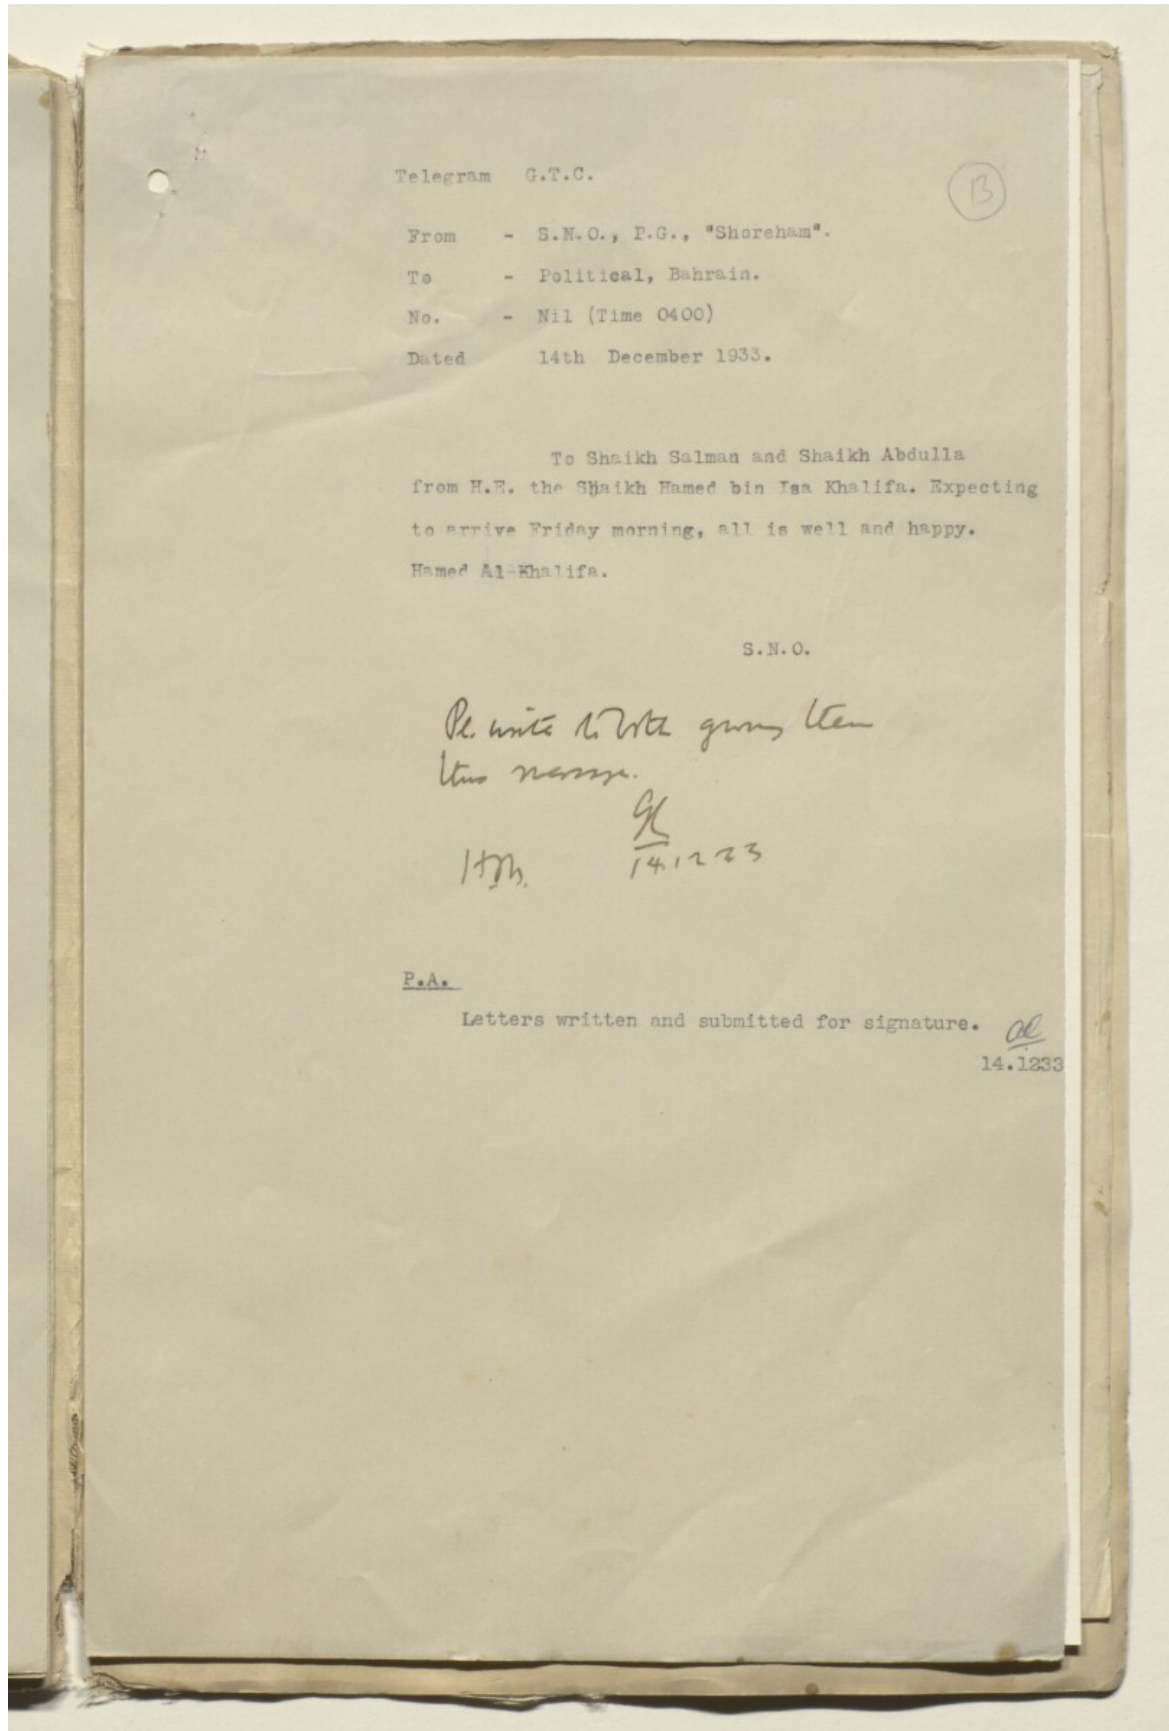 Telegram G.T.C.
13
From - S.N.O., P.G., "Shoreham".
To - Political, Bahrain.
No. - Nil (Time 0400)
Dated 14th December 1933.
To Shaikh Salman and Shaikh Abdulla
from H.E. the Shaikh Hamed bin Isa Khalifa. Expecting
to arrive Friday morning, all is well and happy.
Hamed Al-Khalifa.
S.N.O.
Pl. write to both giving them
this message.
14.12.33
P.A.
Letters written and submitted for signature.
14.1233